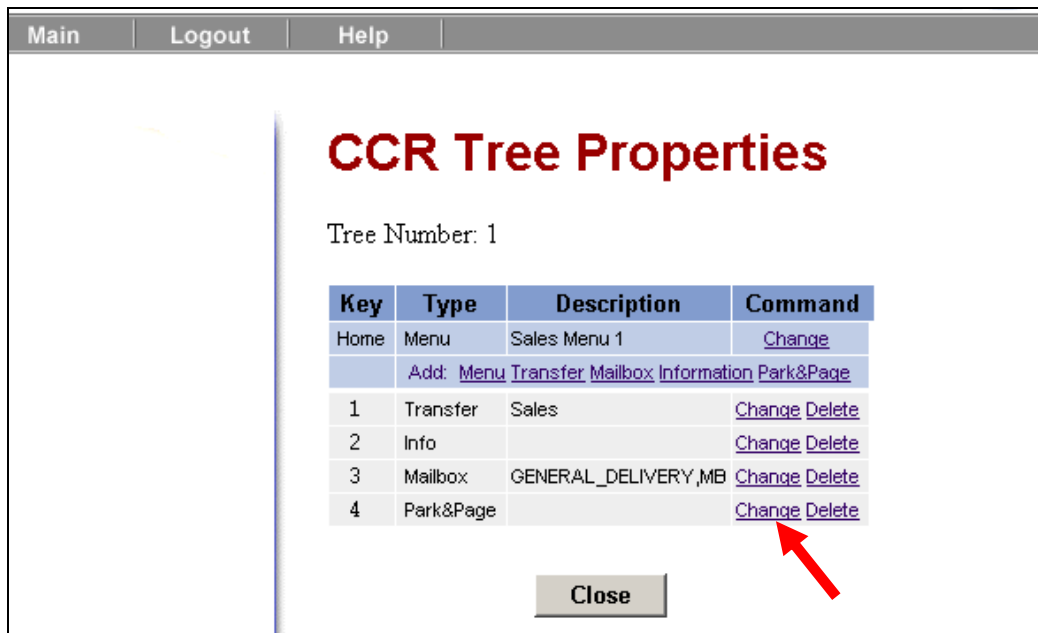 Main Logout Help
CCR Tree Properties
Tree Number: 1
Key Type Description Command
Home Menu Sales Menu 1 Change
Add: Menu Transfer Mailbox Information Park&Page
1 Transfer Sales Change Delete
2 Info Change Delete
3 Mailbox GENERAL_DELIVERY,MB Change Delete
4 Park&Page Change Delete
Close